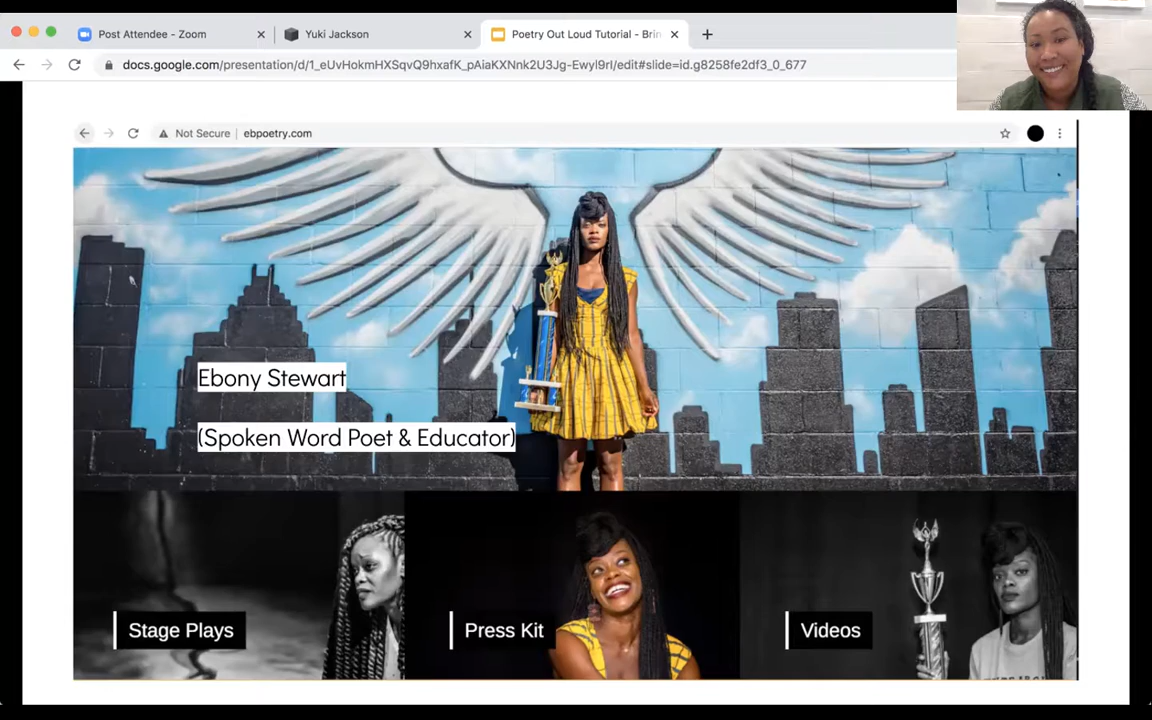 Post Attendee - Zoom
Yuki Jackson
Poetry Out Loud Tutorial - Brin
docs.google.com/presentation/d/1_eUvHokmHXSqvQ9hxafK_pAiaKXNnk2U3Jg-Ewyl9rI/edit#slide=id.g8258fe2df3_0_677
Not Secure | ebpoetry.com
Ebony Stewart
(Spoken Word Poet & Educator)
Stage Plays
Press Kit
Videos